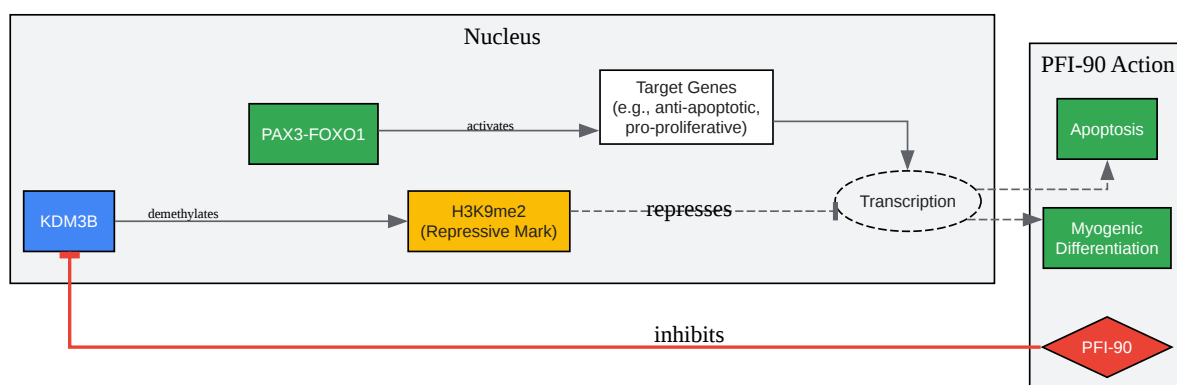 Nucleus
PFI-90 Action
Target Genes
(e.g., anti-apoptotic,
pro-proliferative)
PAX3-FOXO1
activates
Apoptosis
KDM3B
demethylates
H3K9me2
(Repressive Mark)
represses
Transcription
Myogenic
Differentiation
inhibits
PFI-90